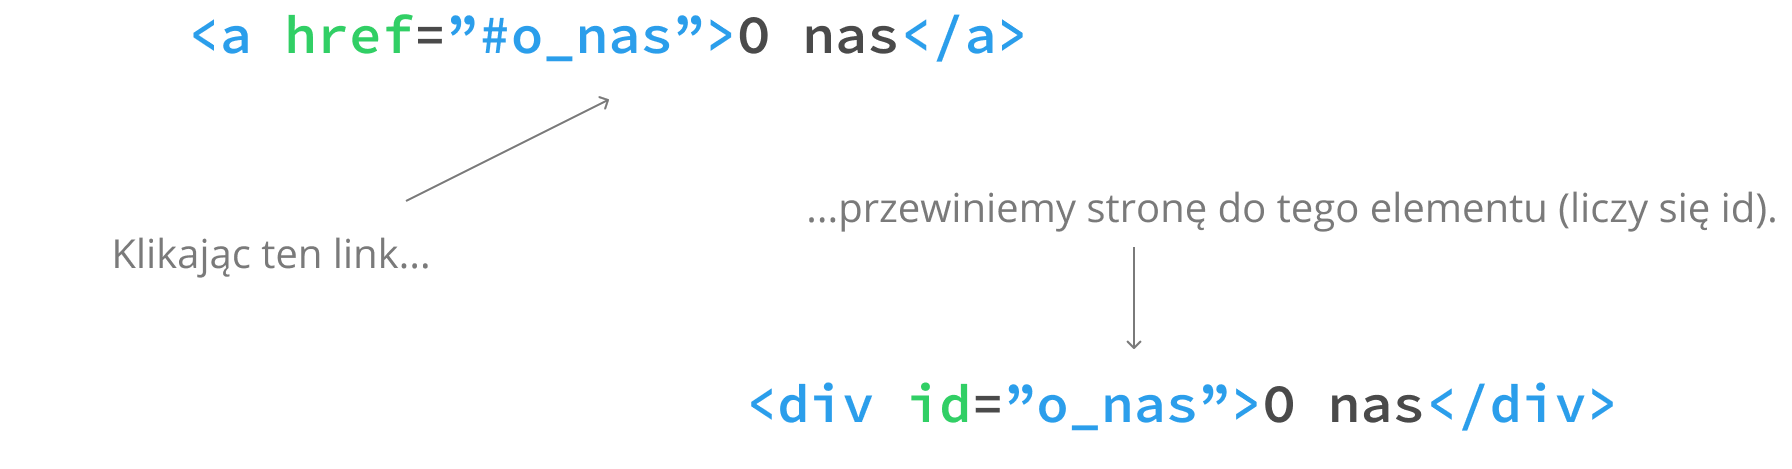 <a href=”#o_nas”>O nas</a>
Klikając ten link...
...przewiniemy stronę do tego elementu (liczy się id).
<div id=”o_nas”>O nas</div>